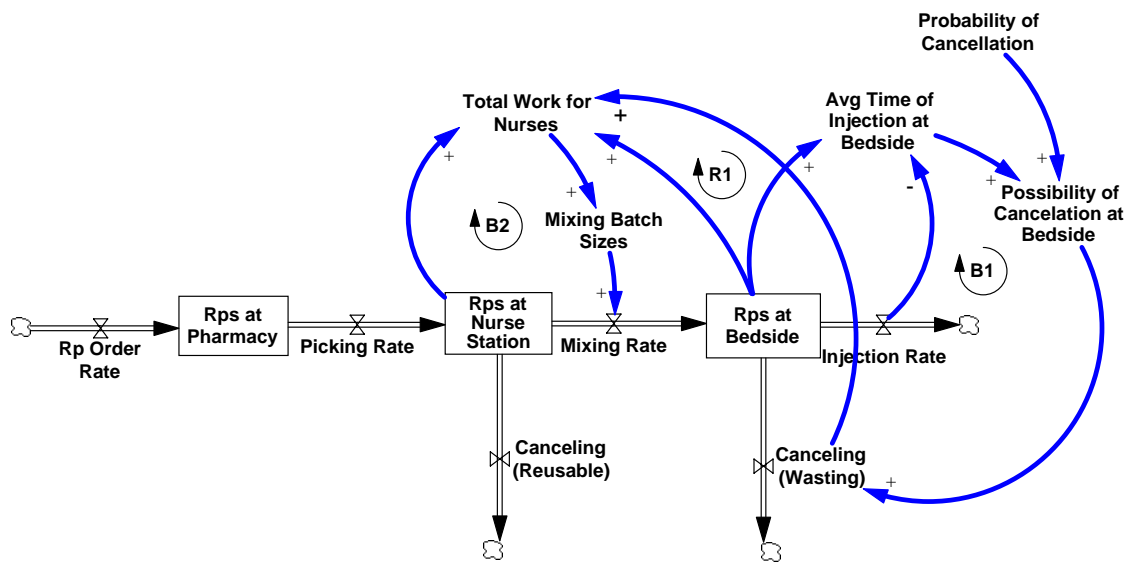 Probability of
Cancellation
Total Work for
Nurses
+
+
+
Avg Time of
Injection at
Bedside
+
-
+
+
Possibility of
Cancelation at
Bedside
R1
+
Mixing Batch
Sizes
B2
B1
+
Rps at
Pharmacy
Rps at
Nurse
Station
Rps at
Bedside
Rp Order
Rate
Picking Rate
Mixing Rate
Injection Rate
Canceling
(Reusable)
Canceling
(Wasting)
+